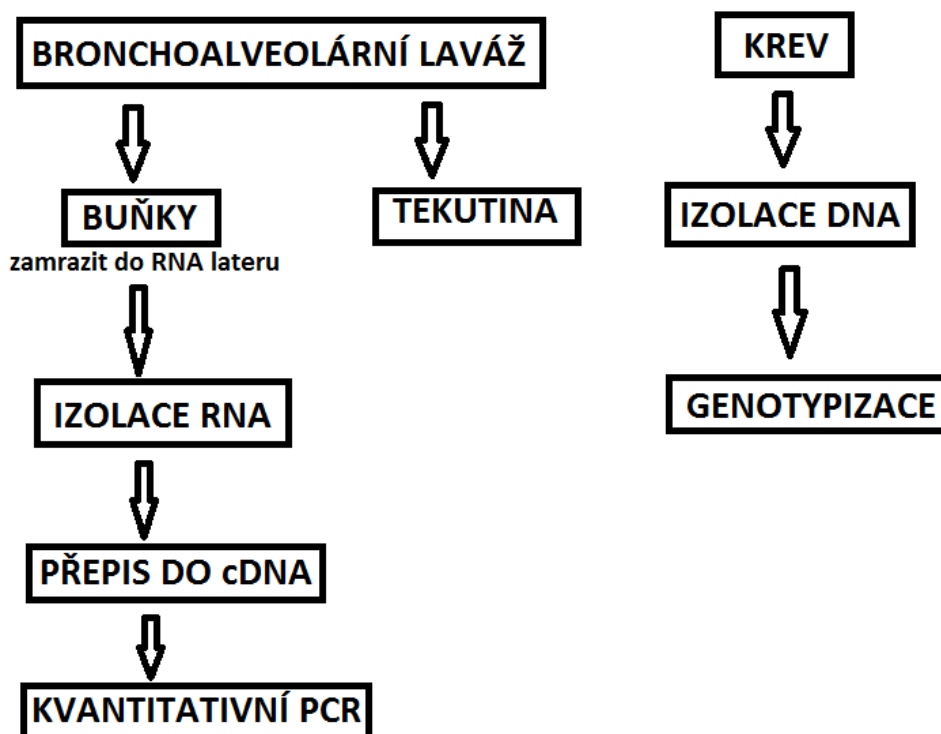 BRONCHOALVEOLÁRNÍ LAVÁŽ
KREV
BUŇKY
zamrazit do RNA lateru
TEKUTINA
IZOLACE DNA
IZOLACE RNA
GENOTYPIZACE
PŘEPIS DO cDNA
KVANTITATIVNÍ PCR